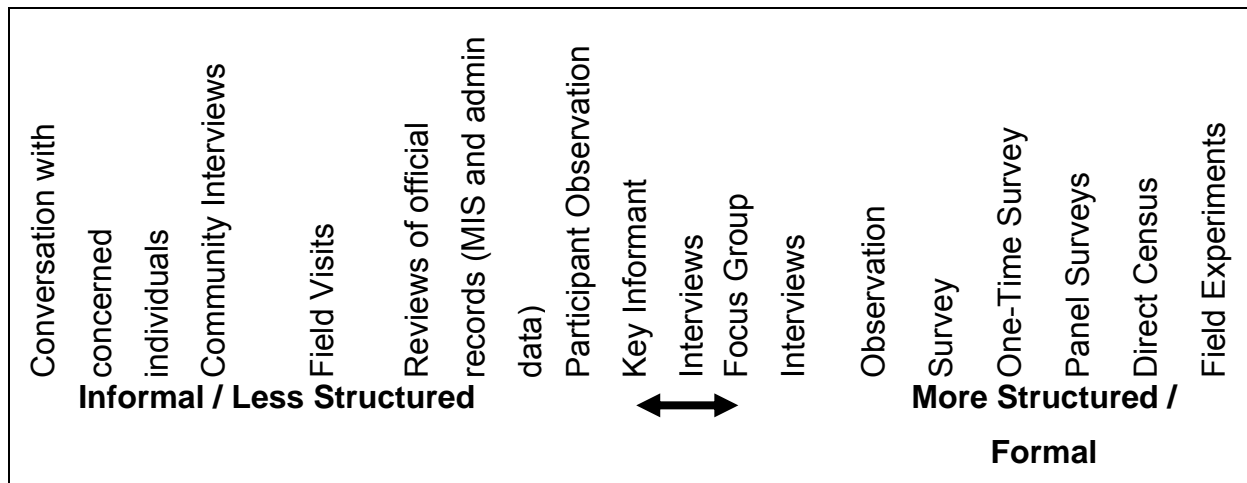 Conversation with
concerned
individuals
Community Interviews
Field Visits
Reviews of official
records (MIS and admin
data)
Participant Observation
Key Informant
Interviews
Focus Group
Interviews
Observation
Survey
One-Time Survey
Panel Surveys
Direct Census
Field Experiments
Informal / Less Structured
More Structured /
Formal